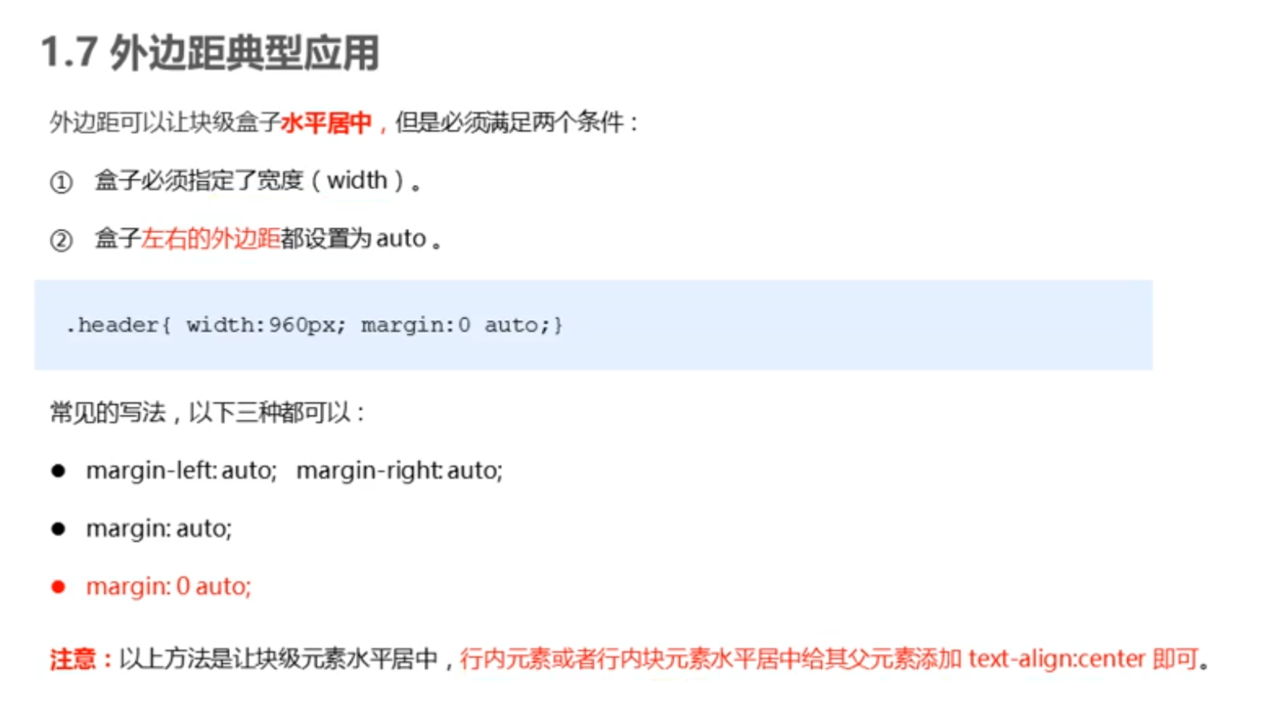 1.7 外边距典型应用
外边距可以让块级盒子水平居中，但是必须满足两个条件：
① 盒子必须指定了宽度（width）。
② 盒子左右的外边距都设置为 auto 。
.header{ width:960px; margin:0 auto;}
常见的写法，以下三种都可以：
● margin-left: auto; margin-right: auto;
● margin: auto;
● margin: 0 auto;
注意：以上方法是让块级元素水平居中，行内元素或者行内块元素水平居中给其父元素添加 text-align:center 即可。